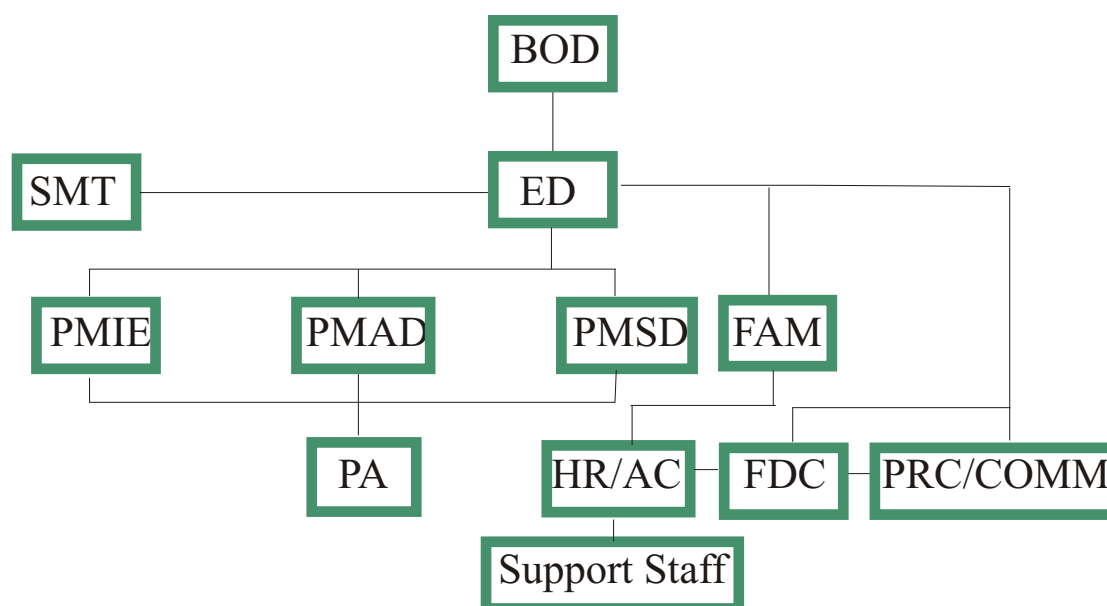 BOD
SMT
ED
PMIE
PMAD
PMSD
FAM
PA
HR/AC
FDC
PRC/COMM
Support Staff